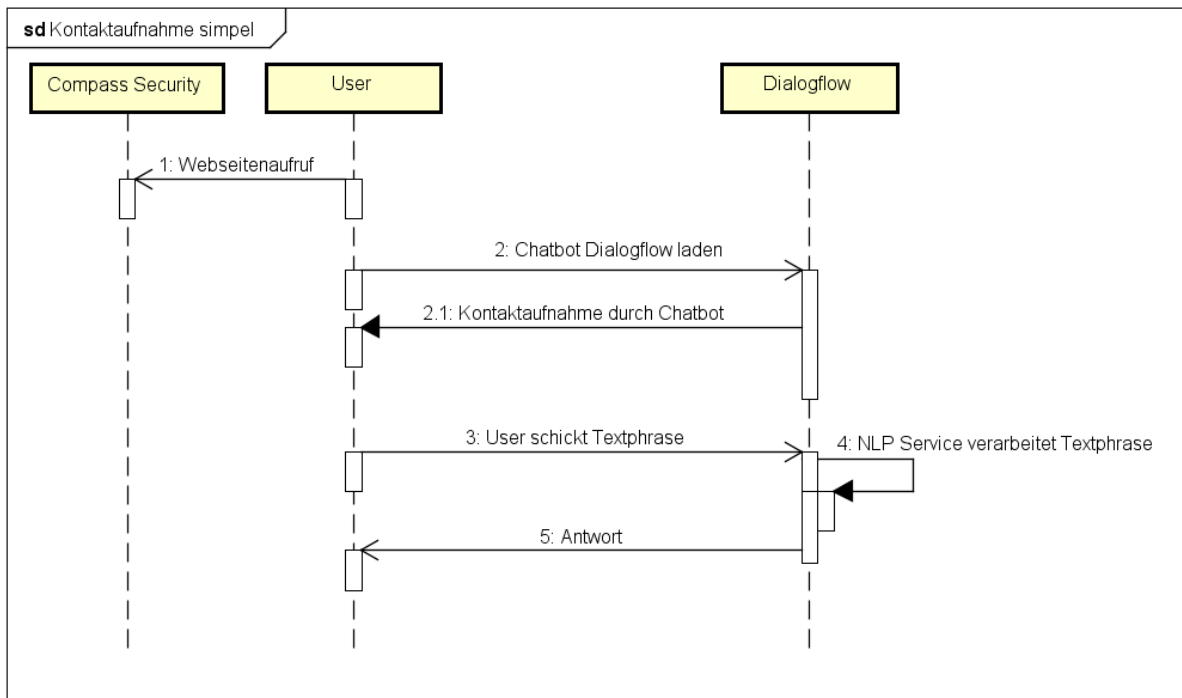 sd Kontaktaufnahme simpel
Compass Security
User
Dialogflow
1: Webseitenaufruf
2: Chatbot Dialogflow laden
2.1: Kontaktaufnahme durch Chatbot
3: User schickt Textphrase
4: NLP Service verarbeitet Textphrase
5: Antwort